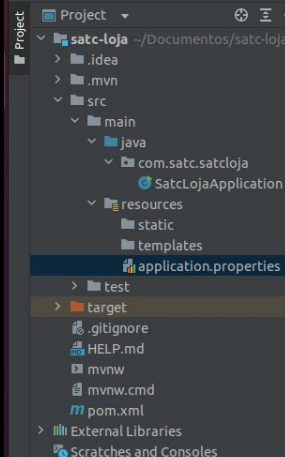 Project
Project
satc-loja ~/Documentos/satc-loja
.idea
.mvn
src
main
java
com.satc.satcloja
SatcLojaApplication
resources
static
templates
application.properties
test
target
.gitignore
HELP.md
mvnw
mvnw.cmd
pom.xml
External Libraries
Scratches and Consoles